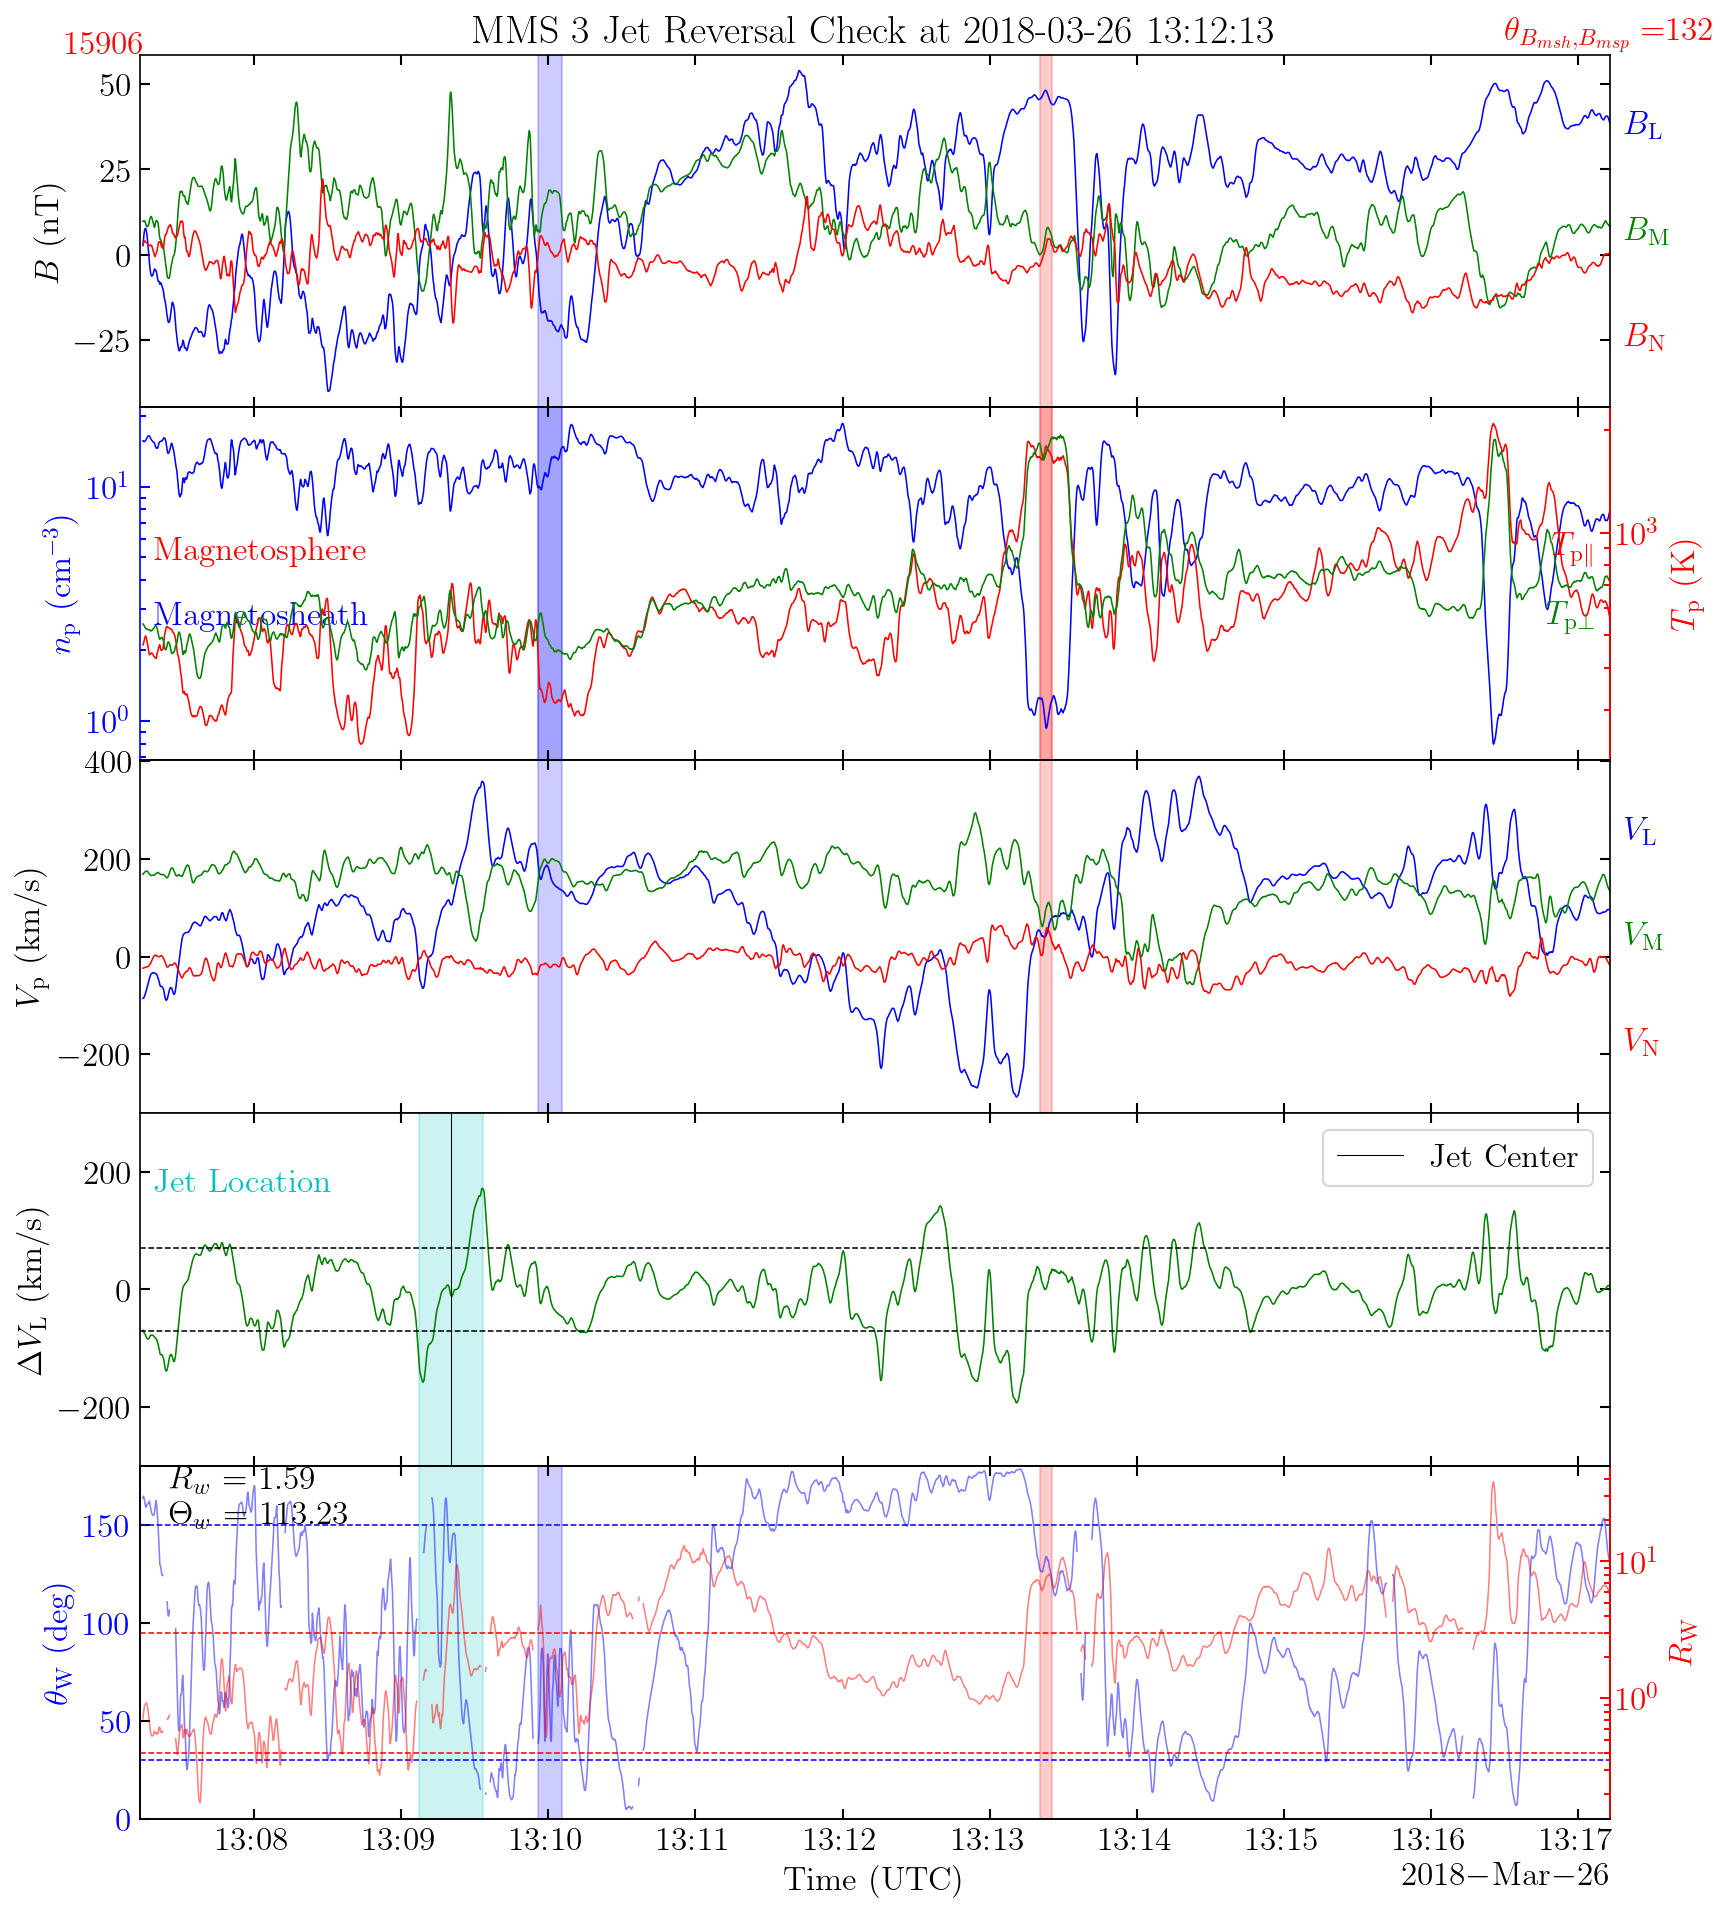 MMS 3 Jet Reversal Check at 2018-03-26 13:12:13
15906
θ_{B_{msh},B_{msp}} =132
50
25
0
−25
B (nT)
B_L
B_M
B_N
10^1
10^0
n_p (cm^{−3})
Magnetosphere
Magnetosheath
10^3
T_{p∥}
T_{p⊥}
T_p (K)
400
200
0
−200
V_p (km/s)
V_L
V_M
V_N
200
0
−200
ΔV_L (km/s)
Jet Location
Jet Center
R_w = 1.59
Θ_w = 113.23
150
100
50
0
θ_W (deg)
10^1
10^0
R_W
13:08 13:09 13:10 13:11 13:12 13:13 13:14 13:15 13:16 13:17
Time (UTC)
2018−Mar−26